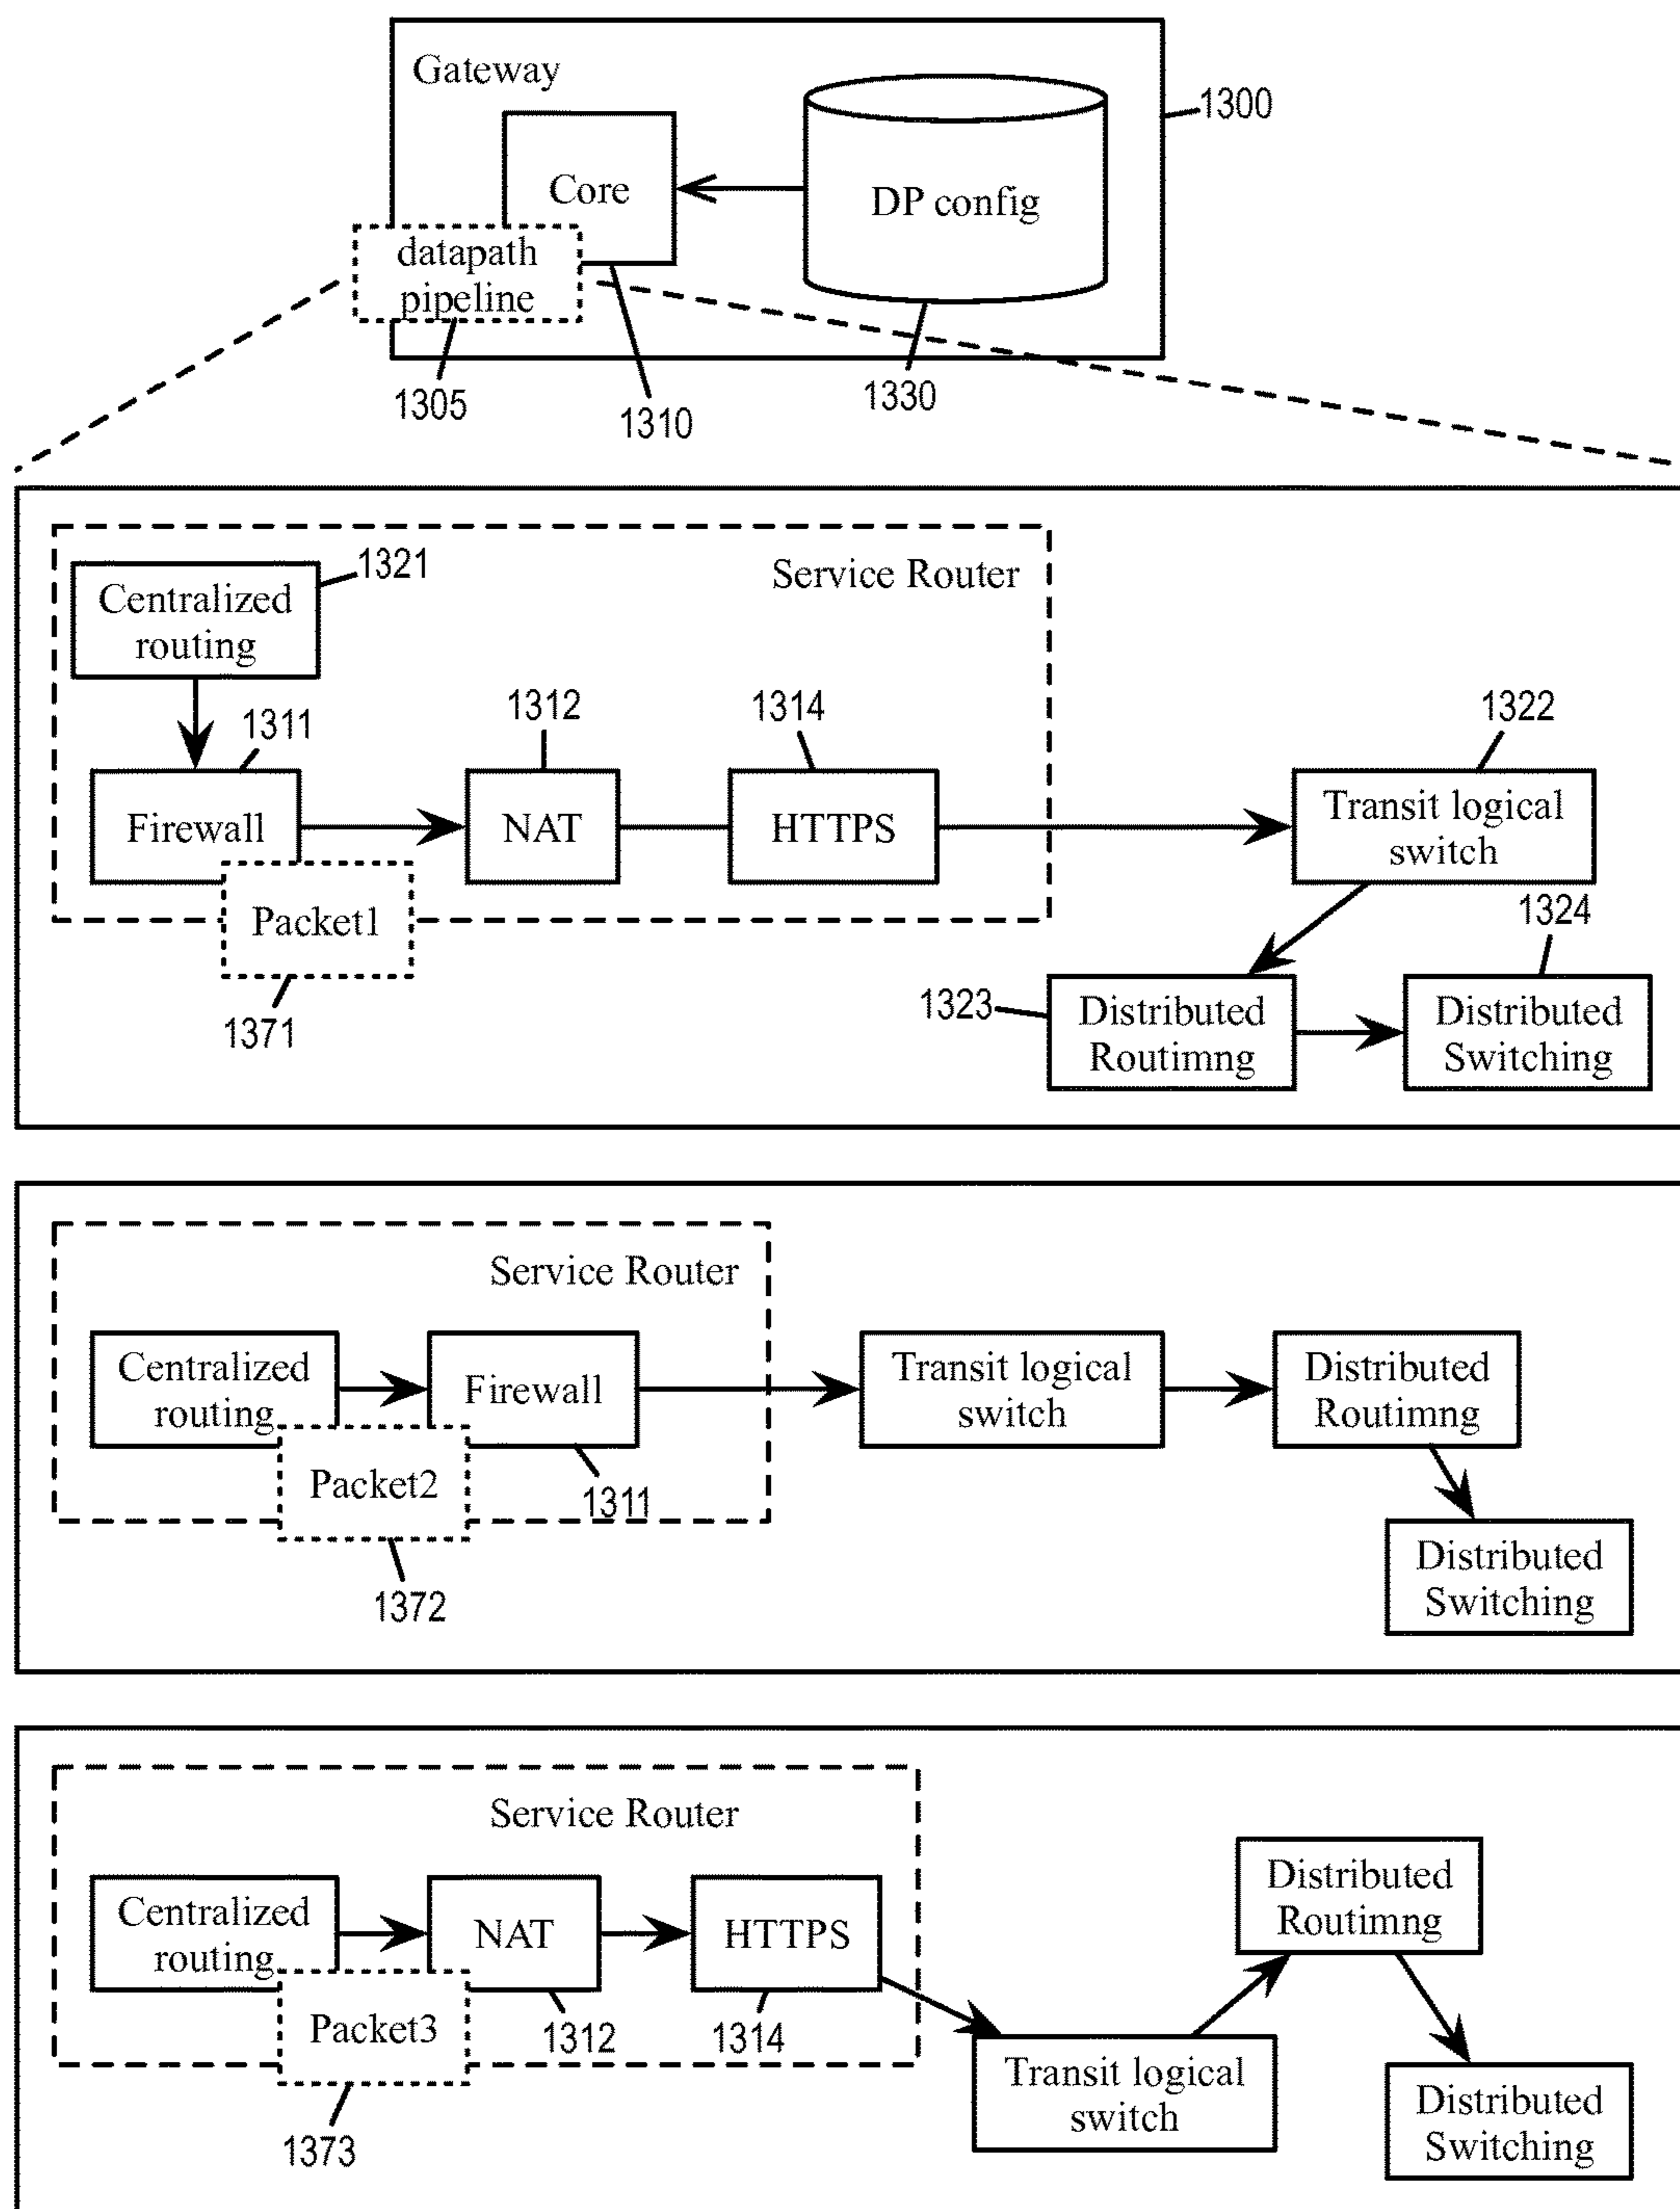 Gateway
1300
Core
DP config
datapath
pipeline
1305
1310
1330
1321
Service Router
Centralized
routing
1311
1312
1314
1322
Firewall
NAT
HTTPS
Transit logical
switch
Packet1
1324
1323
Distributed
Routimng
Distributed
Switching
1371
Service Router
Centralized
routing
Firewall
Transit logical
switch
Distributed
Routimng
Packet2
1311
Distributed
Switching
1372
Service Router
Distributed
Routimng
Centralized
routing
NAT
HTTPS
Packet3
1312
1314
Transit logical
switch
Distributed
Switching
1373